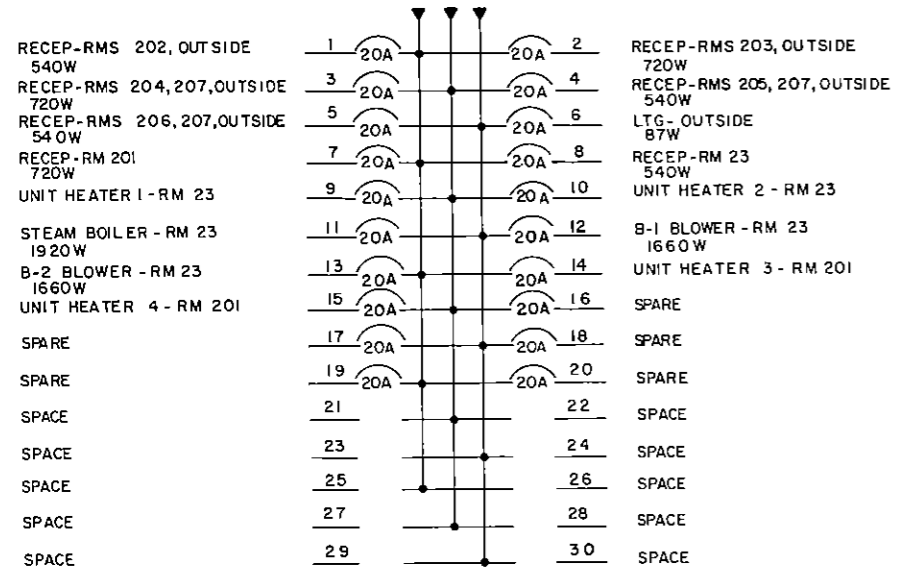 RECEP-RMS 202, OUTSIDE 1 20A 20A 2 RECEP-RMS 203, OUTSIDE
540W 720W
RECEP-RMS 204,207,OUTSIDE 3 20A 20A 4 RECEP-RMS 205, 207, OUTSIDE
720W 540W
RECEP-RMS 206,207,OUTSIDE 5 20A 20A 6 LTG-OUTSIDE
540W 87W
RECEP-RM 201 7 20A 20A 8 RECEP-RM 23
720W 540W
UNIT HEATER 1-RM 23 9 20A 20A 10 UNIT HEATER 2-RM 23
STEAM BOILER-RM 23 11 20A 20A 12 B-1 BLOWER-RM 23
1920W 1660W
B-2 BLOWER-RM 23 13 20A 20A 14 UNIT HEATER 3-RM 201
1660W
UNIT HEATER 4-RM 201 15 20A 20A 16 SPARE
SPARE 17 20A 20A 18 SPARE
SPARE 19 20A 20A 20 SPARE
SPACE 21 22 SPACE
SPACE 23 24 SPACE
SPACE 25 26 SPACE
SPACE 27 28 SPACE
SPACE 29 30 SPACE